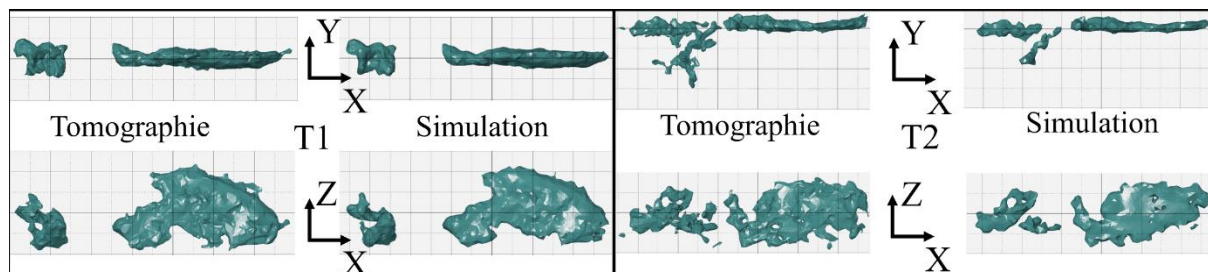 Y
X
Y
X
Tomographie
T1
Simulation
Tomographie
T2
Simulation
Z
X
Z
X